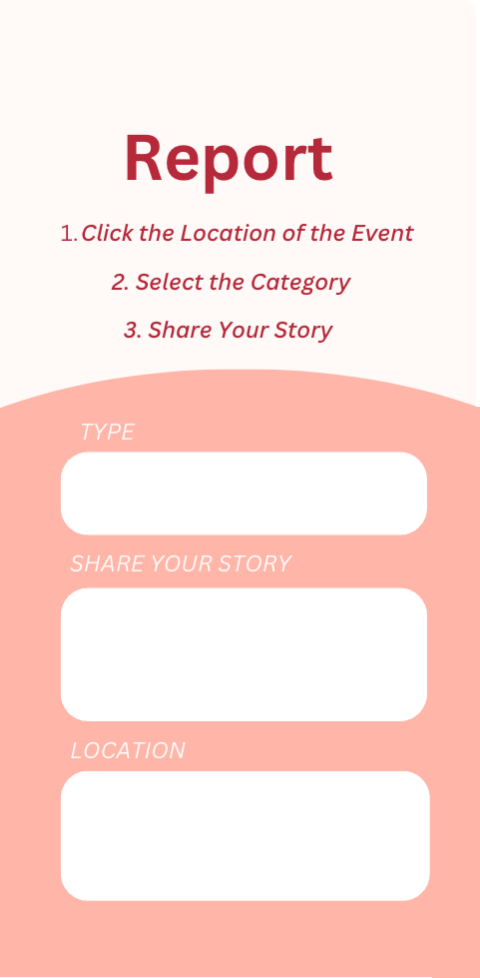 Report
1. Click the Location of the Event
2. Select the Category
3. Share Your Story
TYPE
SHARE YOUR STORY
LOCATION